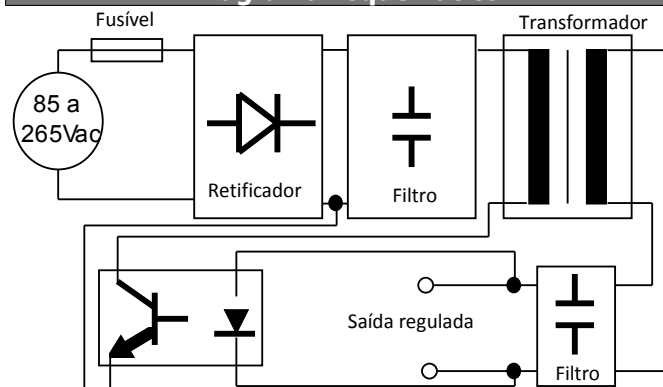 Fusível
Transformador
85 a
265Vac
Retificador
Filtro
Saída regulada
Filtro